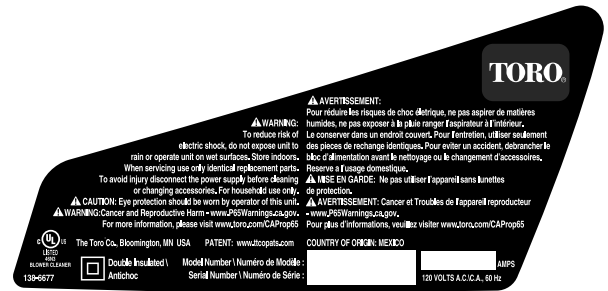 TORO
⚠ WARNING:
To reduce risk of
electric shock, do not expose unit to
rain or operate unit on wet surfaces. Store indoors.
When servicing use only identical replacement parts.
To avoid injury disconnect the power supply before cleaning
or changing accessories. For household use only.
⚠ CAUTION: Eye protection should be worn by operator of this unit.
⚠ WARNING:Cancer and Reproductive Harm - www.P65Warnings.ca.gov.
For more information, please visit www.toro.com/CAProp65
⚠ AVERTISSEMENT:
Pour réduire les risques de choc életrique, ne pas aspirer de matières
humides, ne pas exposer à la pluie ranger l'aspirateur à l'intérieur.
Le conserver dans un endroit couvert. Pour l'entretien, utiliser seulement
des pieces de rechange identiques. Pour eviter un accident, debrancher le
bloc d'alimentation avant le nettoyage ou le changement d'accessoires.
Reserve a l'usage domestique.
⚠ MISE EN GARDE: Ne pas utiliser l'appareil sans lunettes
de protection.
⚠ AVERTISSEMENT: Cancer et Troubles de l'appareil reproducteur
- www.P65Warnings.ca.gov.
Pour plus d'informations, veuillez visiter www.toro.com/CAProp65
c UL US
LISTED
46N3
BLOWER CLEANER
138-6677
The Toro Co., Bloomington, MN USA PATENT: www.ttcopats.com COUNTRY OF ORIGIN: MEXICO
Double Insulated \
Antichoc
Model Number \ Numéro de Modèle :
Serial Number \ Numéro de Série :
AMPS
120 VOLTS A.C./C.A., 60 Hz